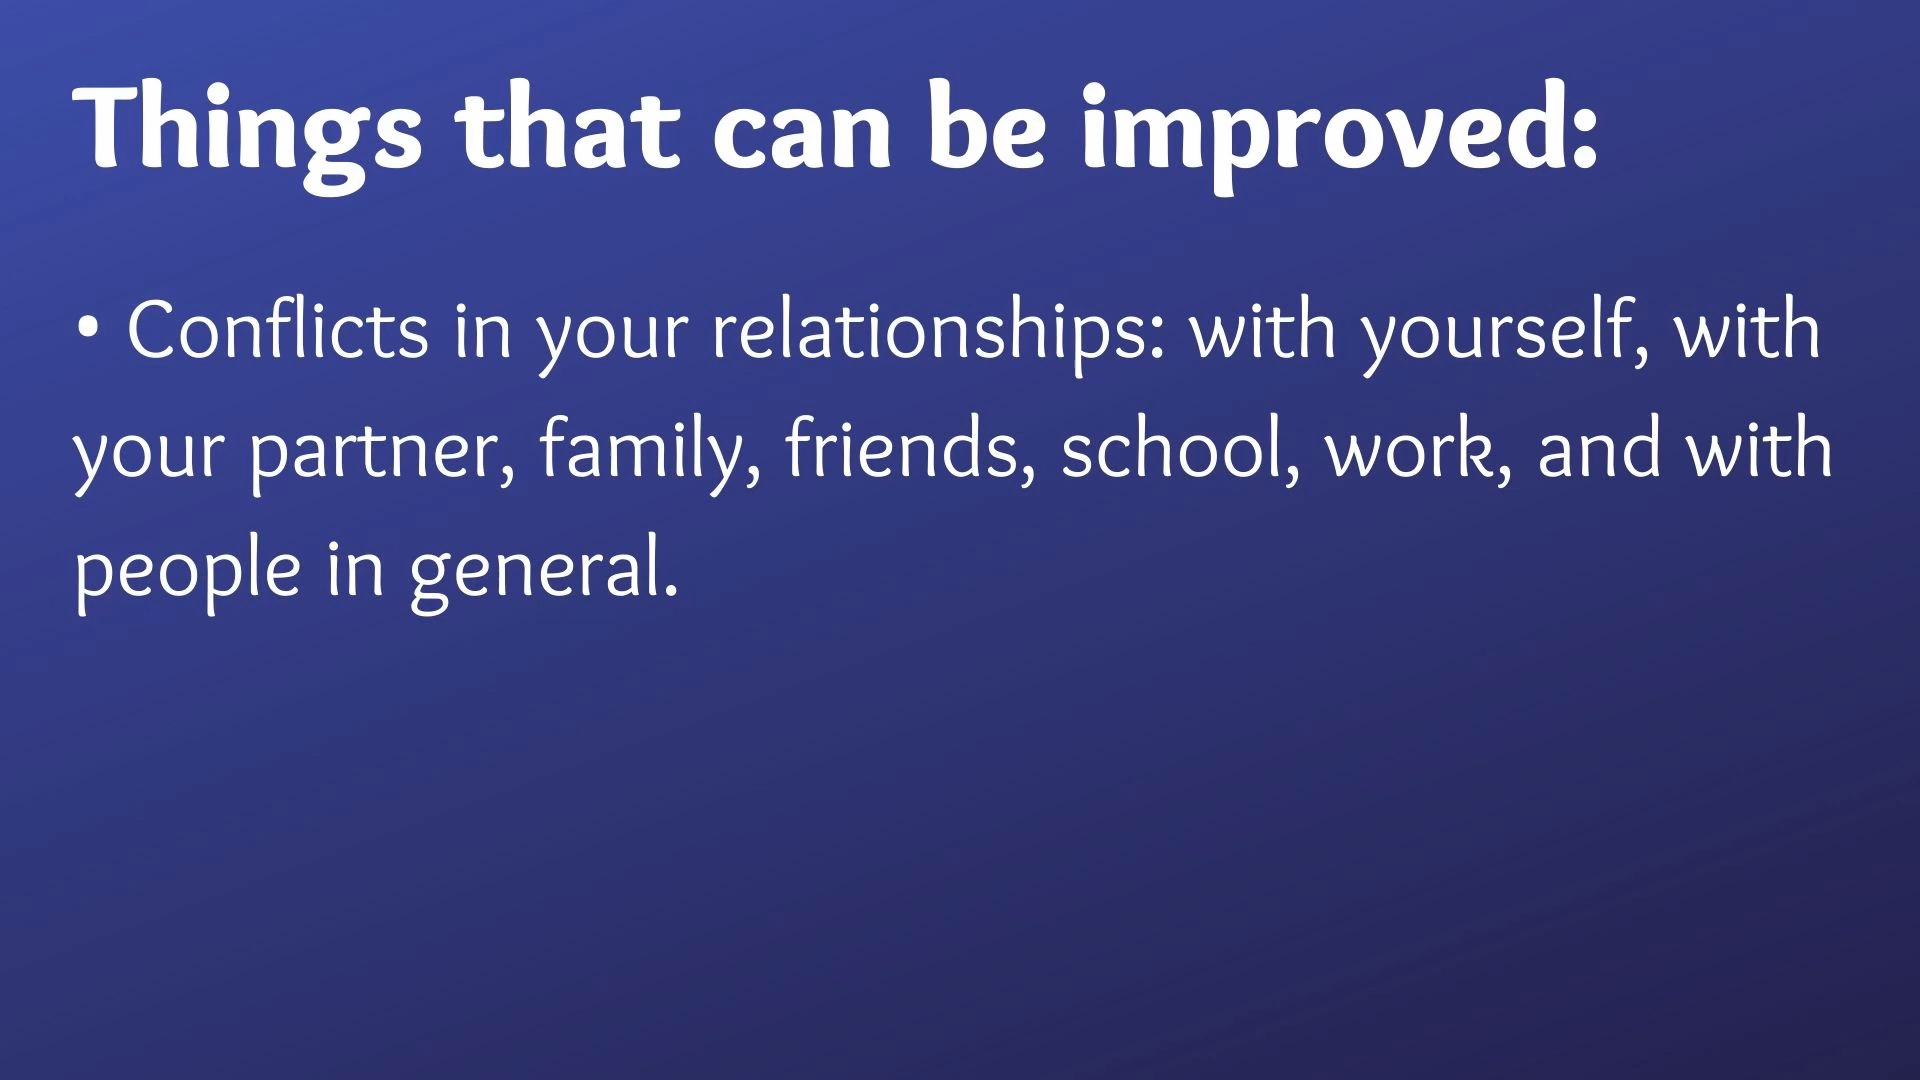 Things that can be improved:
• Conflicts in your relationships: with yourself, with
your partner, family, friends, school, work, and with
people in general.